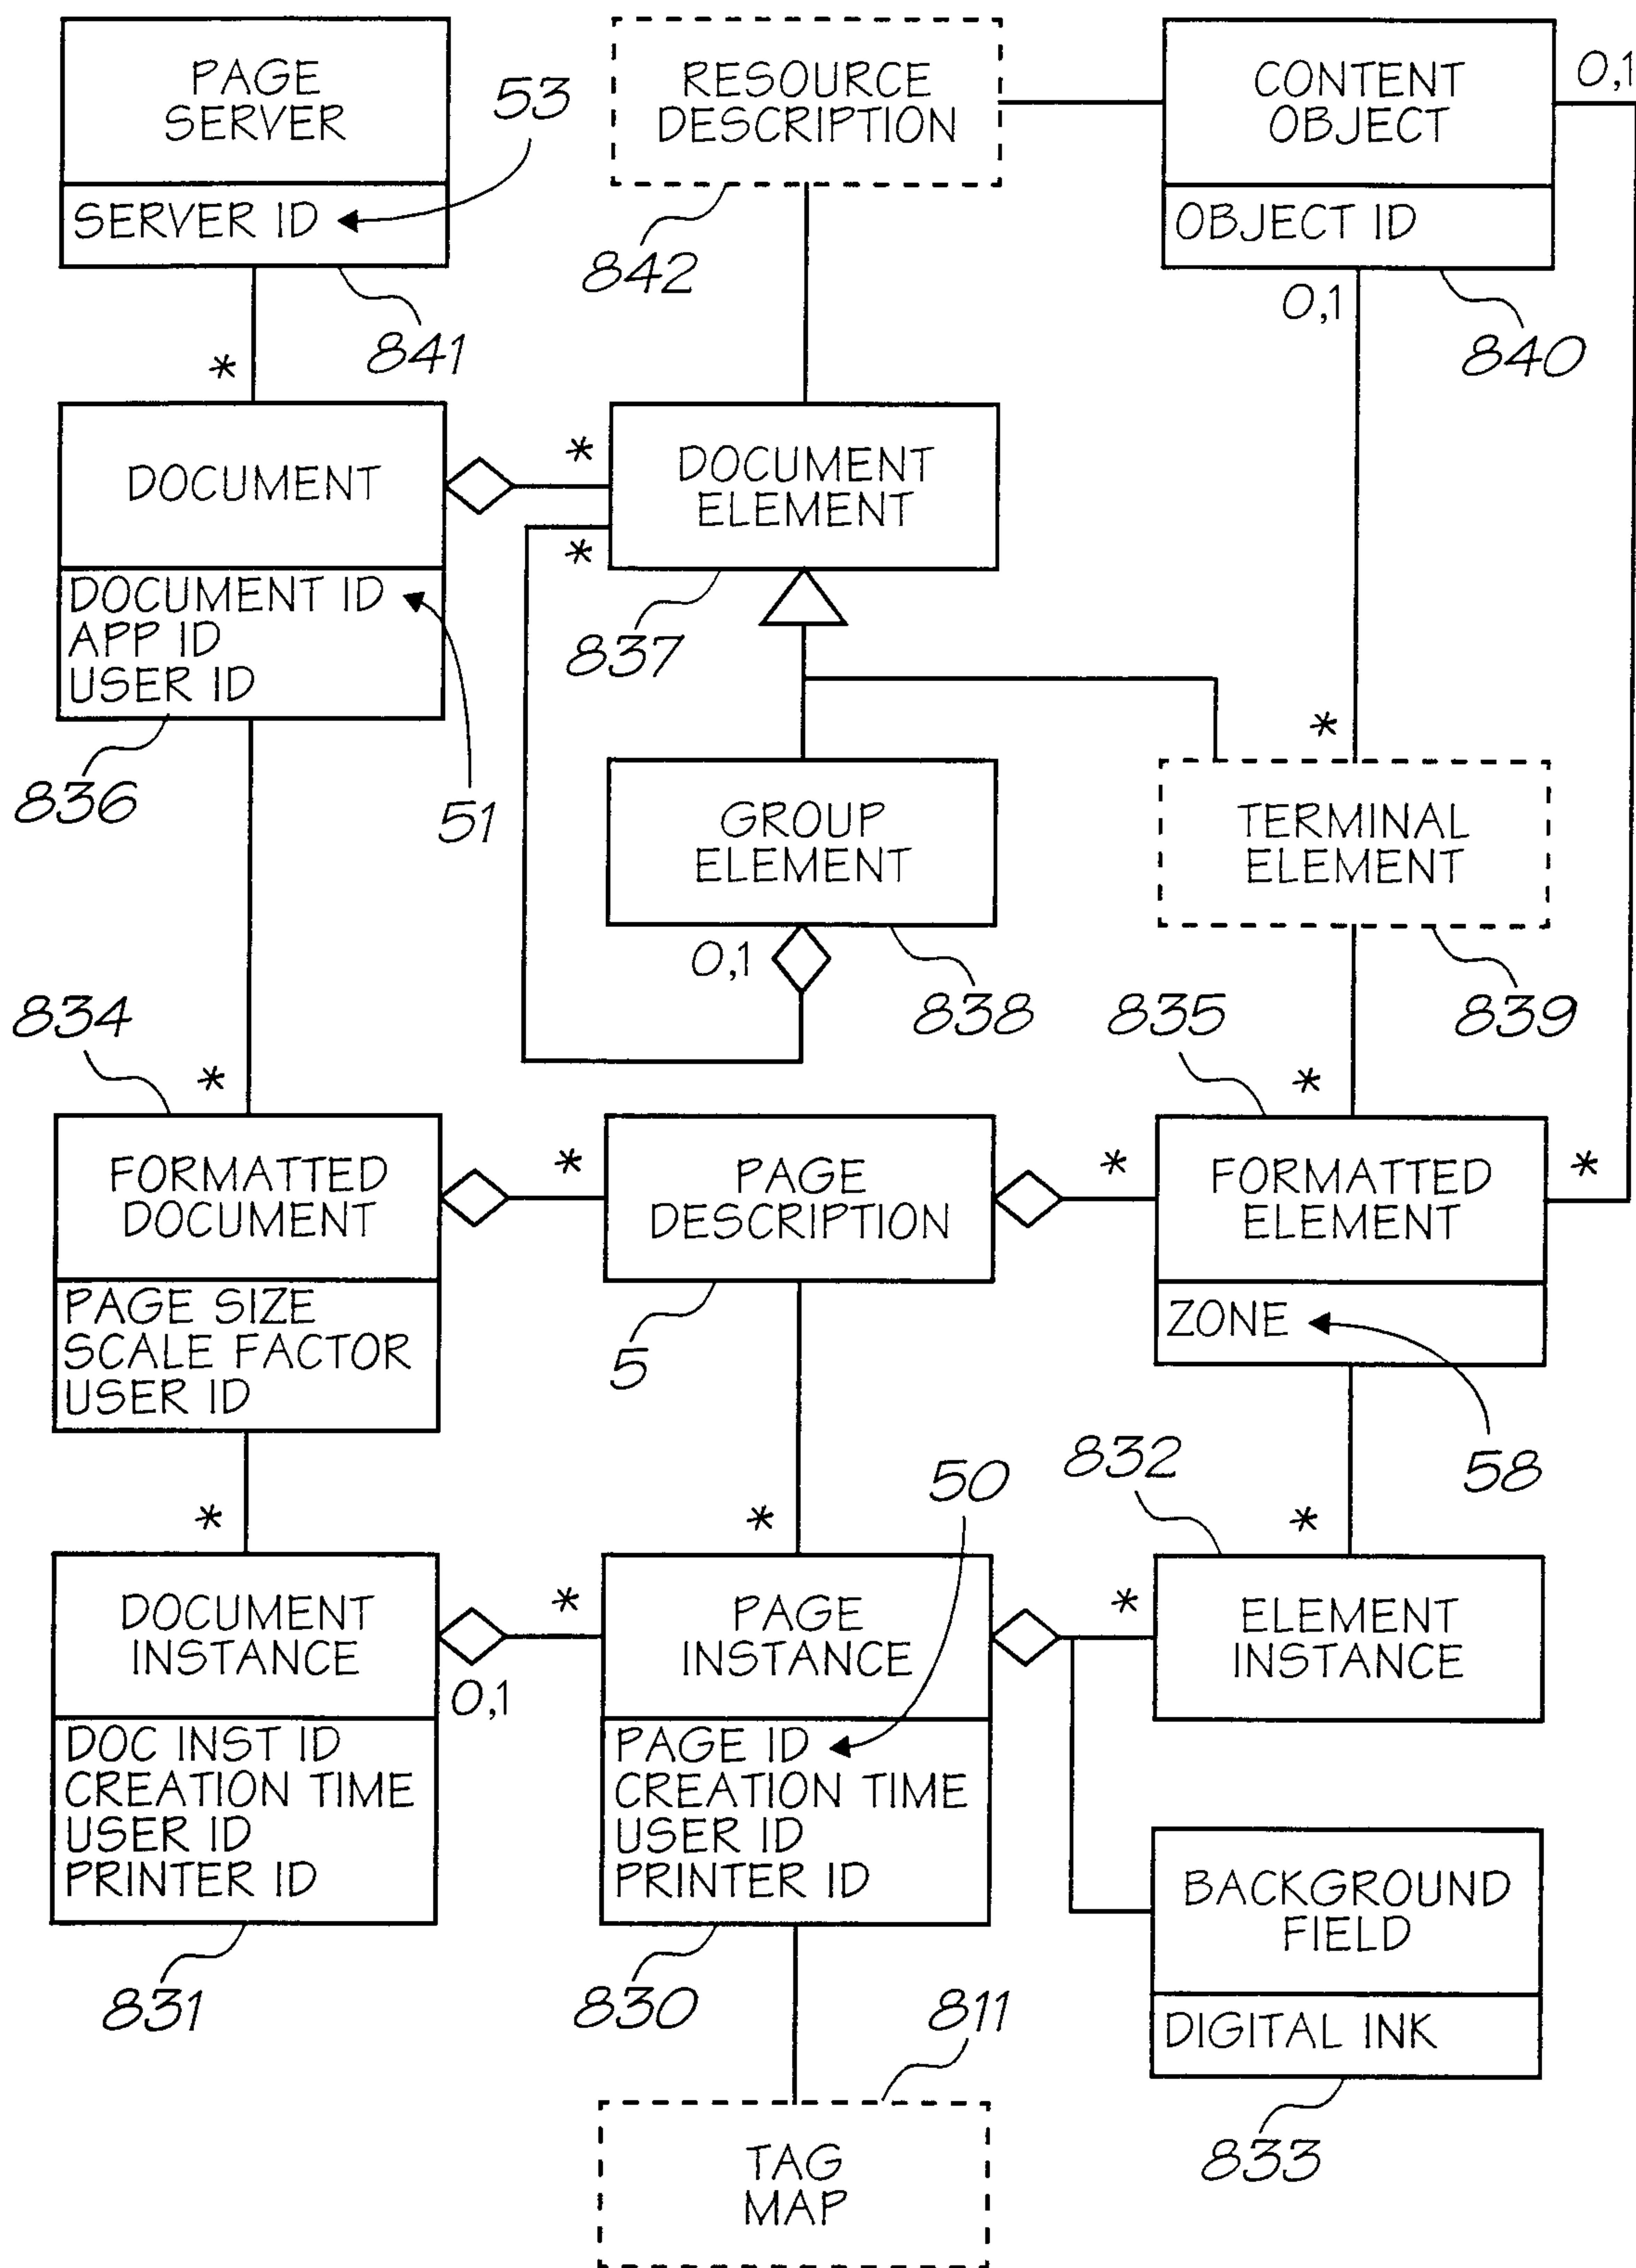 PAGE
SERVER
SERVER ID
53
841
*
RESOURCE
DESCRIPTION
842
CONTENT
OBJECT
OBJECT ID
0,1
0,1
840
DOCUMENT
DOCUMENT ID
APP ID
USER ID
836
51
*
*
DOCUMENT
ELEMENT
837
GROUP
ELEMENT
0,1
838
*
TERMINAL
ELEMENT
839
834
*
FORMATTED
DOCUMENT
PAGE SIZE
SCALE FACTOR
USER ID
*
PAGE
DESCRIPTION
5
835
*
*
FORMATTED
ELEMENT
*
ZONE
58
*
DOCUMENT
INSTANCE
DOC INST ID
CREATION TIME
USER ID
PRINTER ID
831
0,1
*
*
50
PAGE
INSTANCE
PAGE ID
CREATION TIME
USER ID
PRINTER ID
830
832
*
*
ELEMENT
INSTANCE
BACKGROUND
FIELD
DIGITAL INK
833
811
TAG
MAP